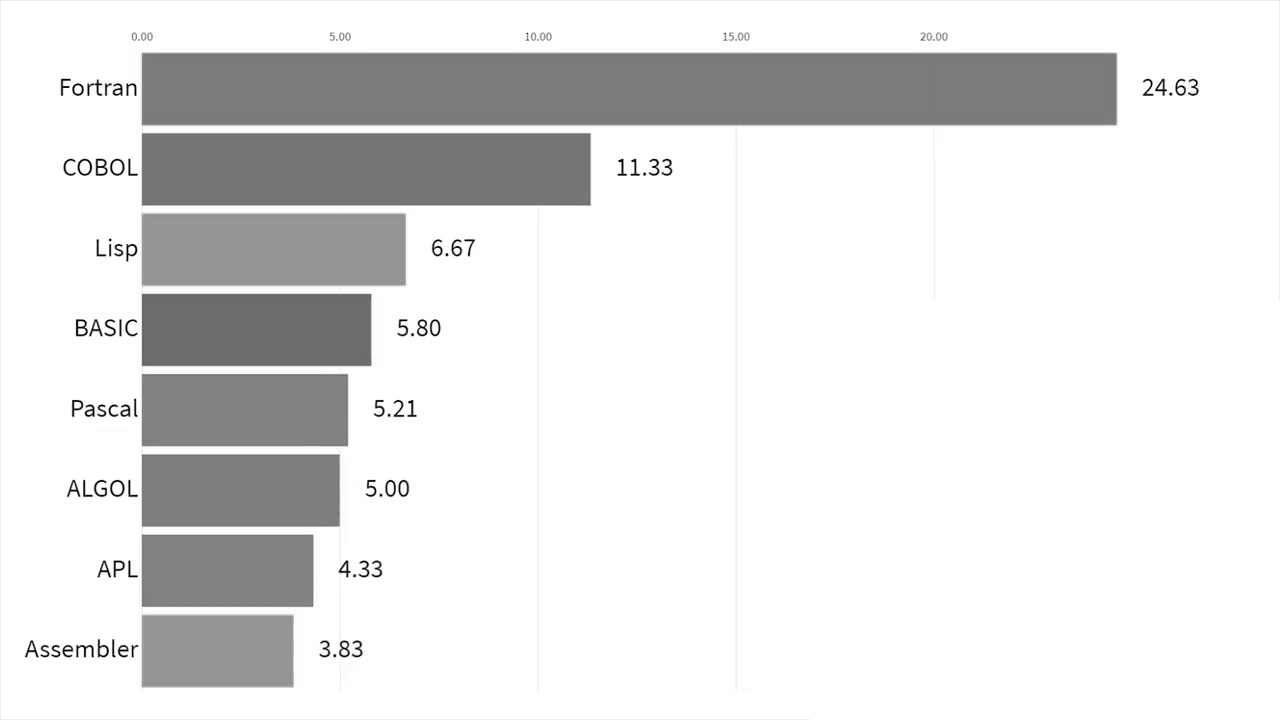 0.00 5.00 10.00 15.00 20.00
Fortran 24.63
COBOL 11.33
Lisp 6.67
BASIC 5.80
Pascal 5.21
ALGOL 5.00
APL 4.33
Assembler 3.83